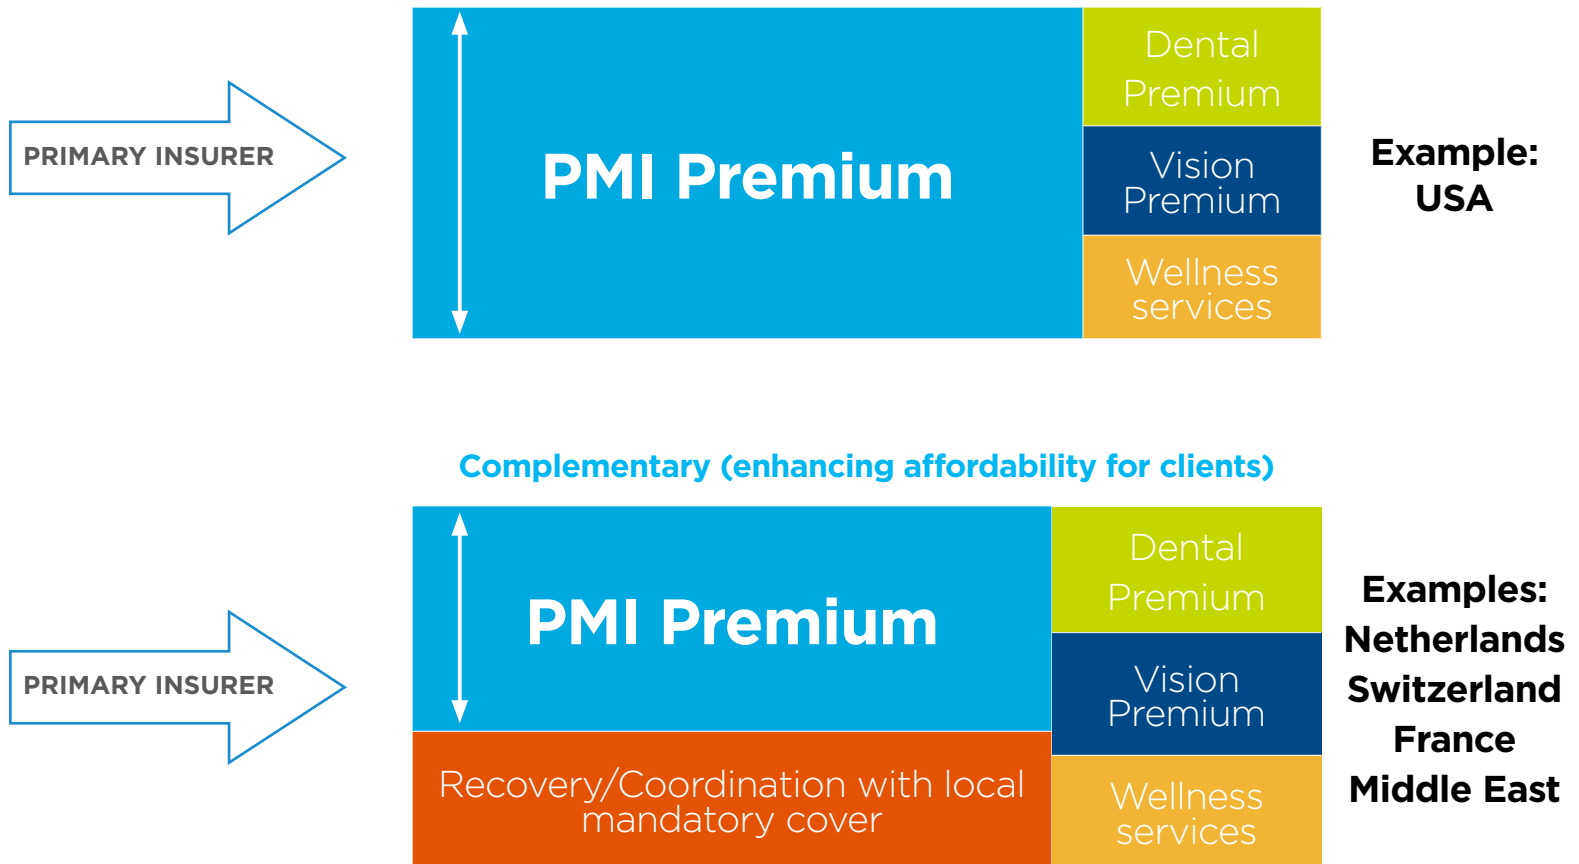 PRIMARY INSURER
PMI Premium
Dental
Premium
Vision
Premium
Wellness
services
Example:
USA
Complementary (enhancing affordability for clients)
PRIMARY INSURER
PMI Premium
Recovery/Coordination with local
mandatory cover
Dental
Premium
Vision
Premium
Wellness
services
Examples:
Netherlands
Switzerland
France
Middle East